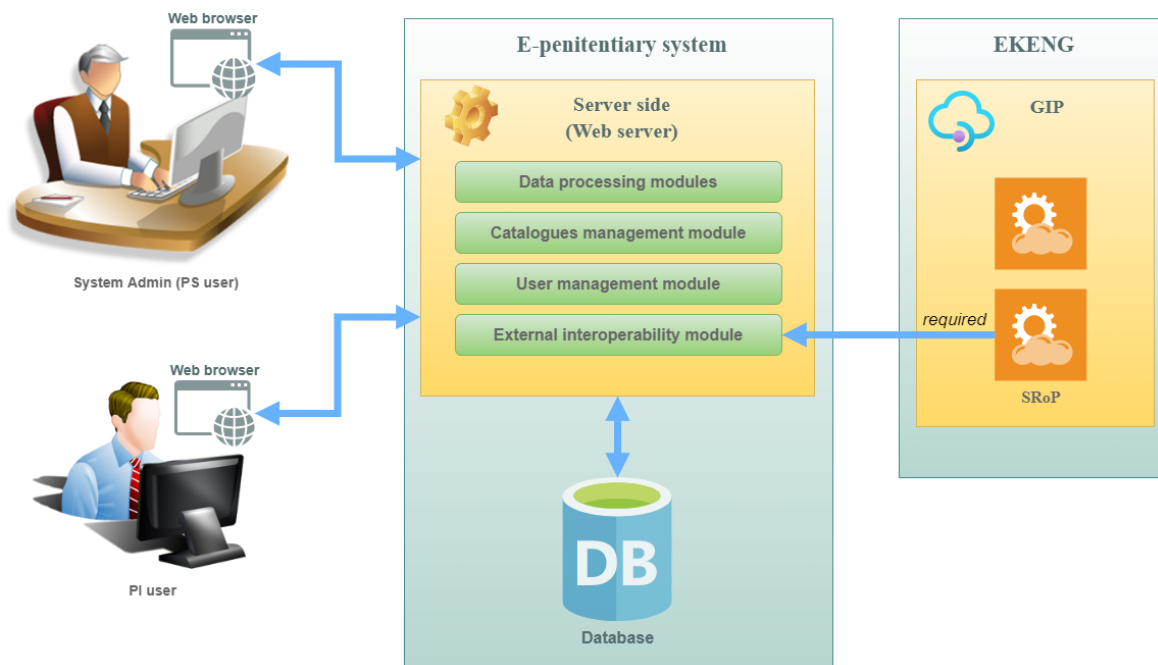 Web browser
System Admin (PS user)
Web browser
PI user
E-penitentiary system
Server side
(Web server)
Data processing modules
Catalogues management module
User management module
External interoperability module
DB
Database
EKENG
GIP
required
SRoP